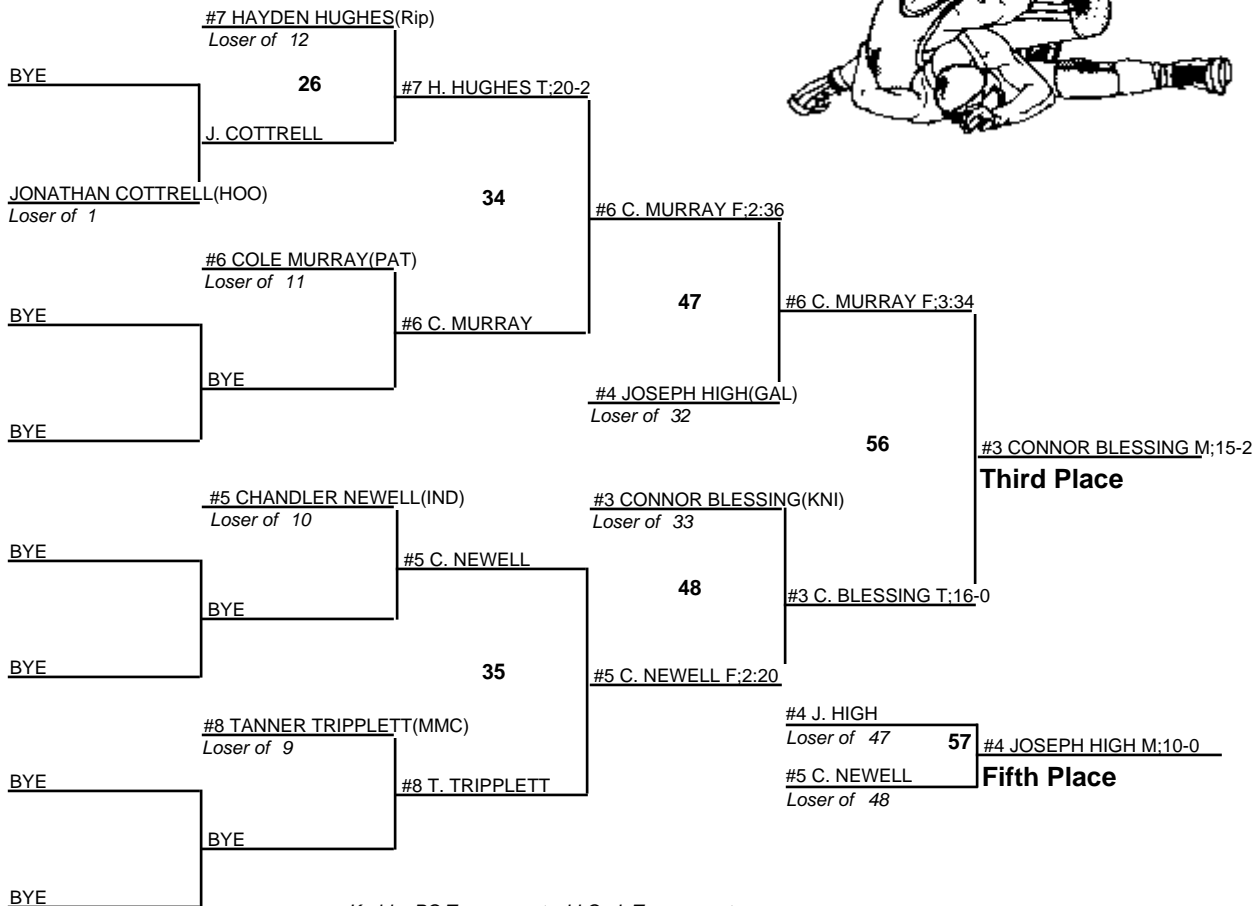 #7 HAYDEN HUGHES(Rip)
Loser of 12
BYE
26
#7 H. HUGHES T;20-2
J. COTTRELL
JONATHAN COTTRELL(HOO)
Loser of 1
34
#6 C. MURRAY F;2:36
#6 COLE MURRAY(PAT)
Loser of 11
BYE
#6 C. MURRAY
47
#6 C. MURRAY F;3:34
BYE
#4 JOSEPH HIGH(GAL)
Loser of 32
BYE
56
#3 CONNOR BLESSING M;15-2
Third Place
#5 CHANDLER NEWELL(IND)
Loser of 10
#3 CONNOR BLESSING(KNI)
Loser of 33
BYE
#5 C. NEWELL
48
#3 C. BLESSING T;16-0
BYE
BYE
35
#5 C. NEWELL F;2:20
#8 TANNER TRIPPLETT(MMC)
Loser of 9
#4 J. HIGH
Loser of 47
57
#4 JOSEPH HIGH M;10-0
Fifth Place
BYE
#8 T. TRIPPLETT
#5 C. NEWELL
Loser of 48
BYE
BYE